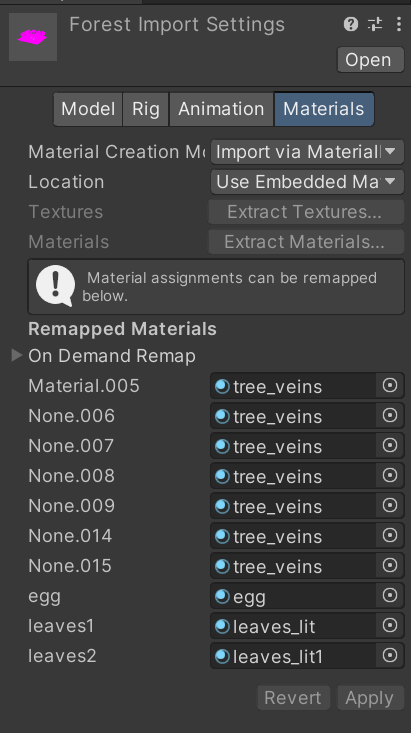 Forest Import Settings
Open
Model Rig Animation Materials
Material Creation Mo Import via Material
Location Use Embedded Ma
Textures Extract Textures...
Materials Extract Materials...
Material assignments can be remapped
below.
Remapped Materials
On Demand Remap
Material.005 tree_veins
None.006 tree_veins
None.007 tree_veins
None.008 tree_veins
None.009 tree_veins
None.014 tree_veins
None.015 tree_veins
egg egg
leaves1 leaves_lit
leaves2 leaves_lit1
Revert Apply